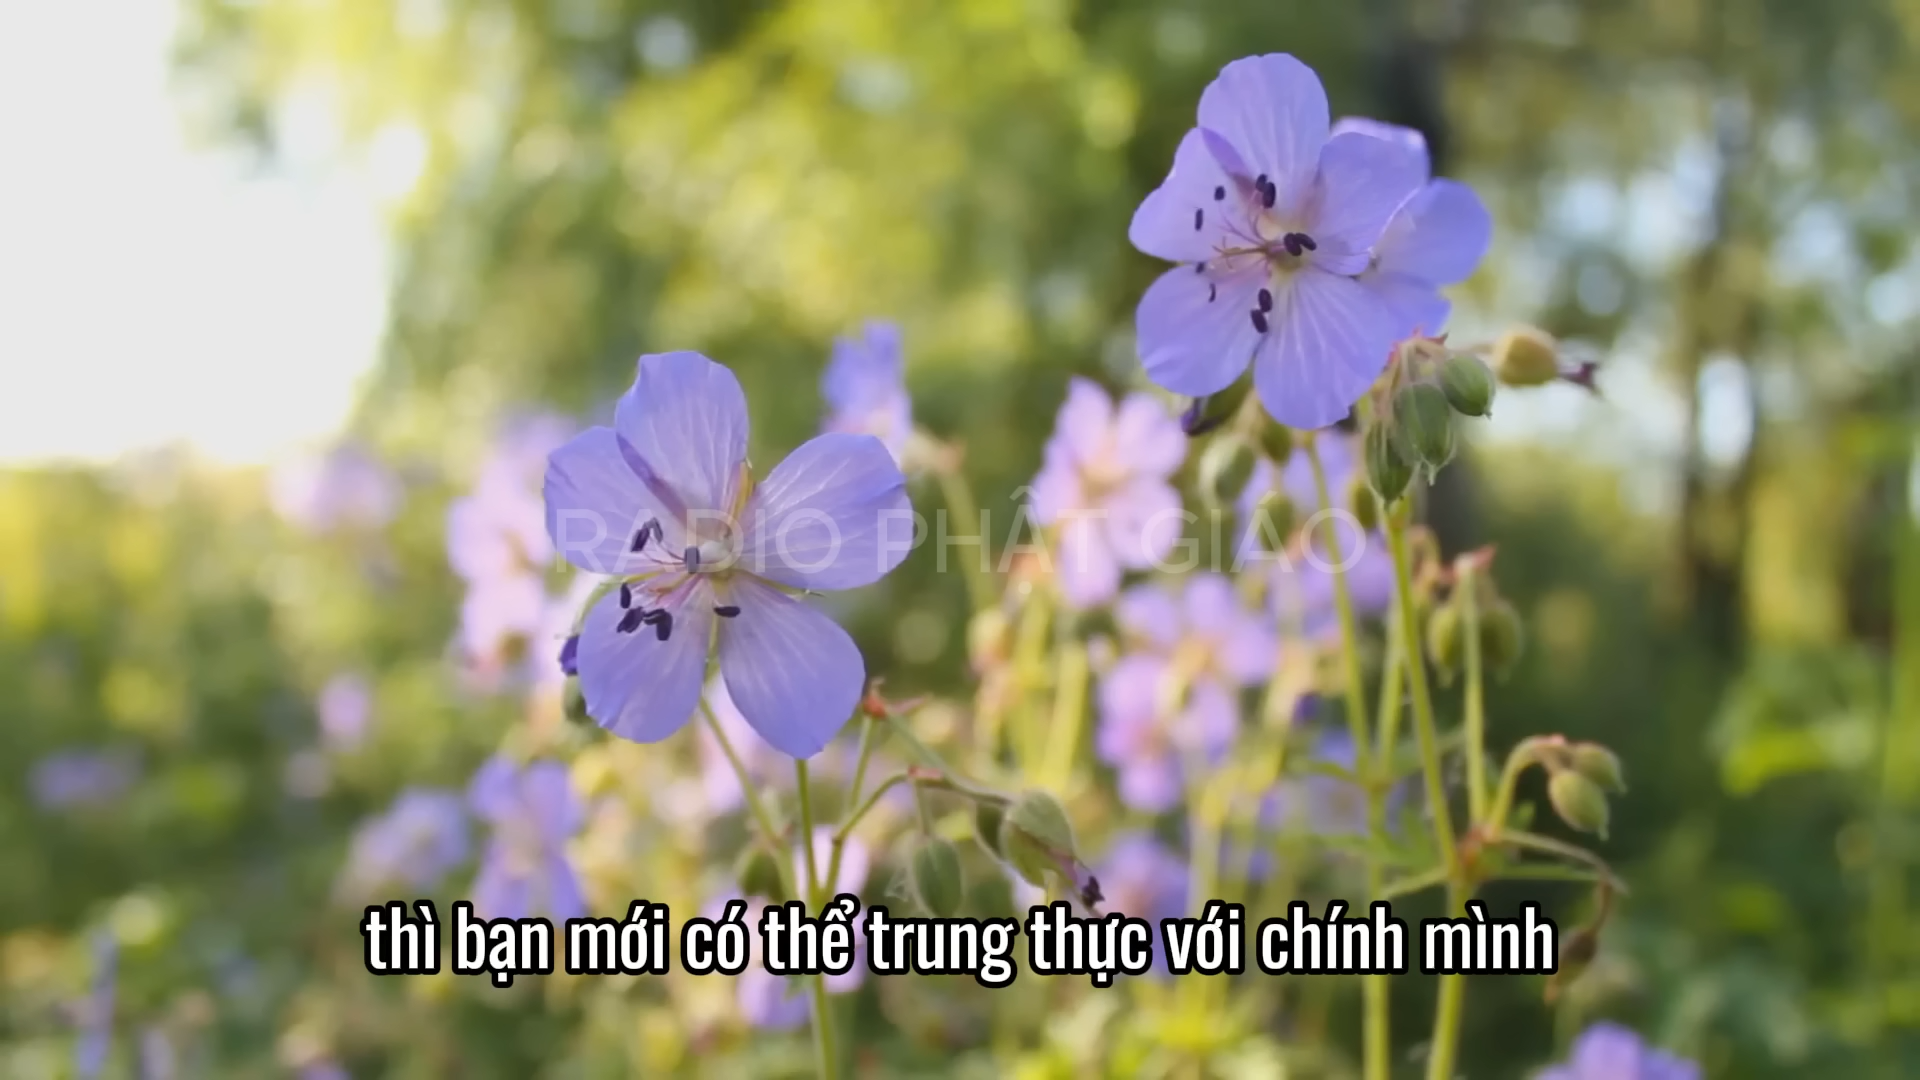 RADIO PHẬT GIÁO
thì bạn mới có thể trung thực với chính mình